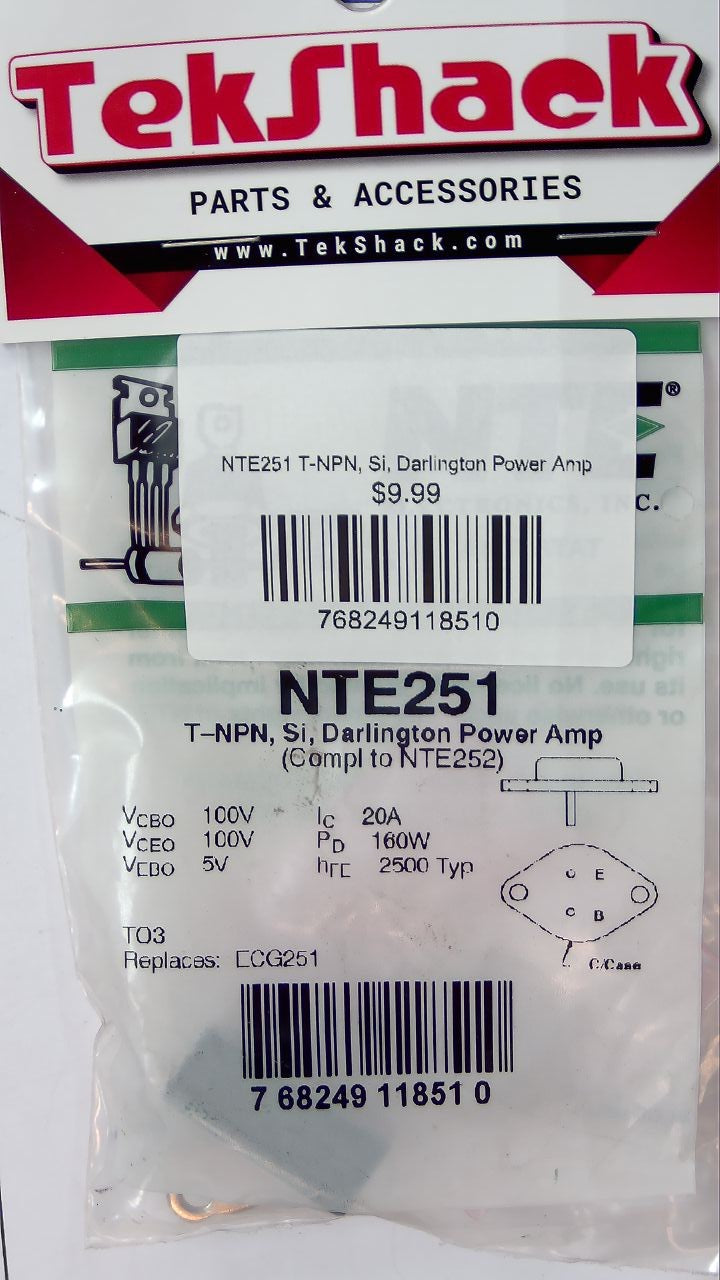 TekShack
PARTS & ACCESSORIES
www.TekShack.com
®
C.
NTE251 T-NPN, Si, Darlington Power Amp
$9.99
768249118510
NTE251
T–NPN, Si, Darlington Power Amp
(Compl to NTE252)
VCBO 100V IC 20A
VCEO 100V PD 160W
VEBO 5V hFE 2500 Typ
E
B
C/Case
TO3
Replaces: ECG251
7 68249 11851 0